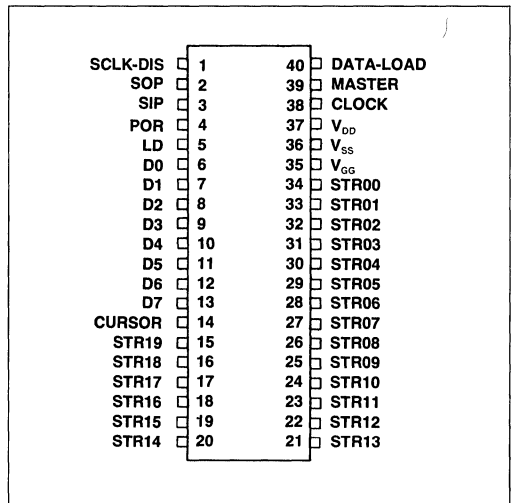 SCLK-DIS 1 40 DATA-LOAD
SOP 2 39 MASTER
SIP 3 38 CLOCK
POR 4 37 VDD
LD 5 36 VSS
D0 6 35 VGG
D1 7 34 STR00
D2 8 33 STR01
D3 9 32 STR02
D4 10 31 STR03
D5 11 30 STR04
D6 12 29 STR05
D7 13 28 STR06
CURSOR 14 27 STR07
STR19 15 26 STR08
STR18 16 25 STR09
STR17 17 24 STR10
STR16 18 23 STR11
STR15 19 22 STR12
STR14 20 21 STR13